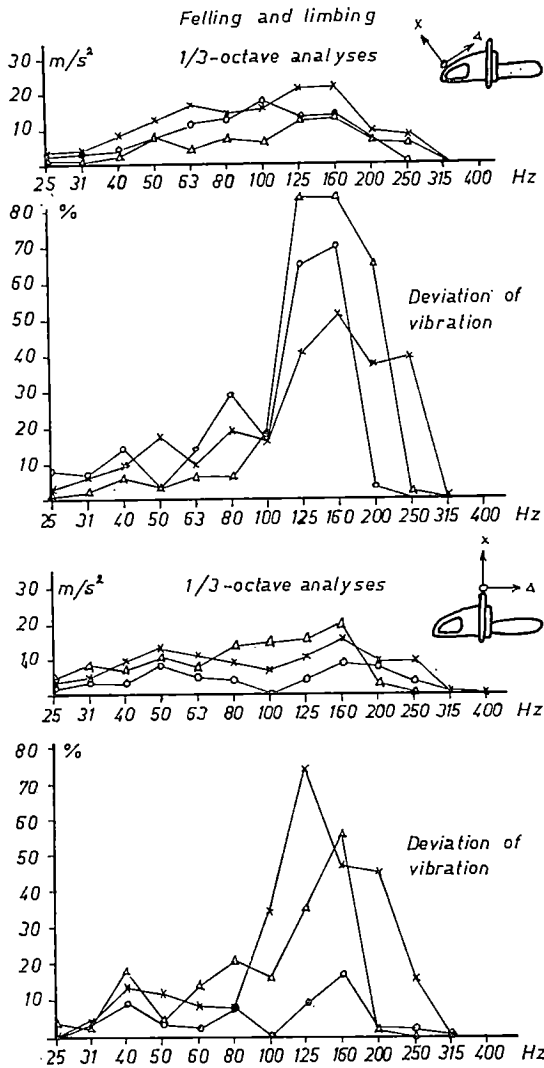 Felling and limbing
m/s² 1/3-octave analyses
X Δ
30
20
10
25 31 40 50 63 80 100 125 160 200 250 315 400 Hz
%
80
70
60
50
40
30
20
10
Deviation of
vibration
25 31 40 50 63 80 100 125 160 200 250 315 400 Hz
m/s² 1/3-octave analyses
X
Δ
30
20
10
25 31 40 50 63 80 100 125 160 200 250 315 400 Hz
%
80
70
60
50
40
30
20
10
Deviation of
vibration
25 31 40 50 60 80 100 125 160 200 250 315 400 Hz